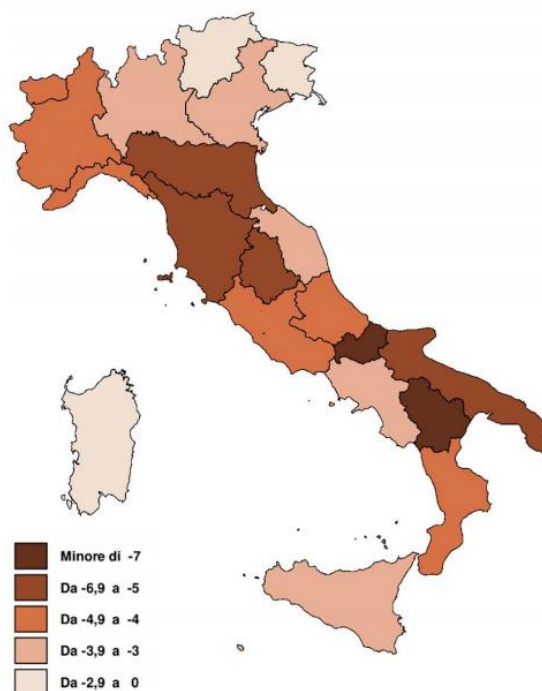 Minore di -7
Da -6,9 a -5
Da -4,9 a -4
Da -3,9 a -3
Da -2,9 a 0